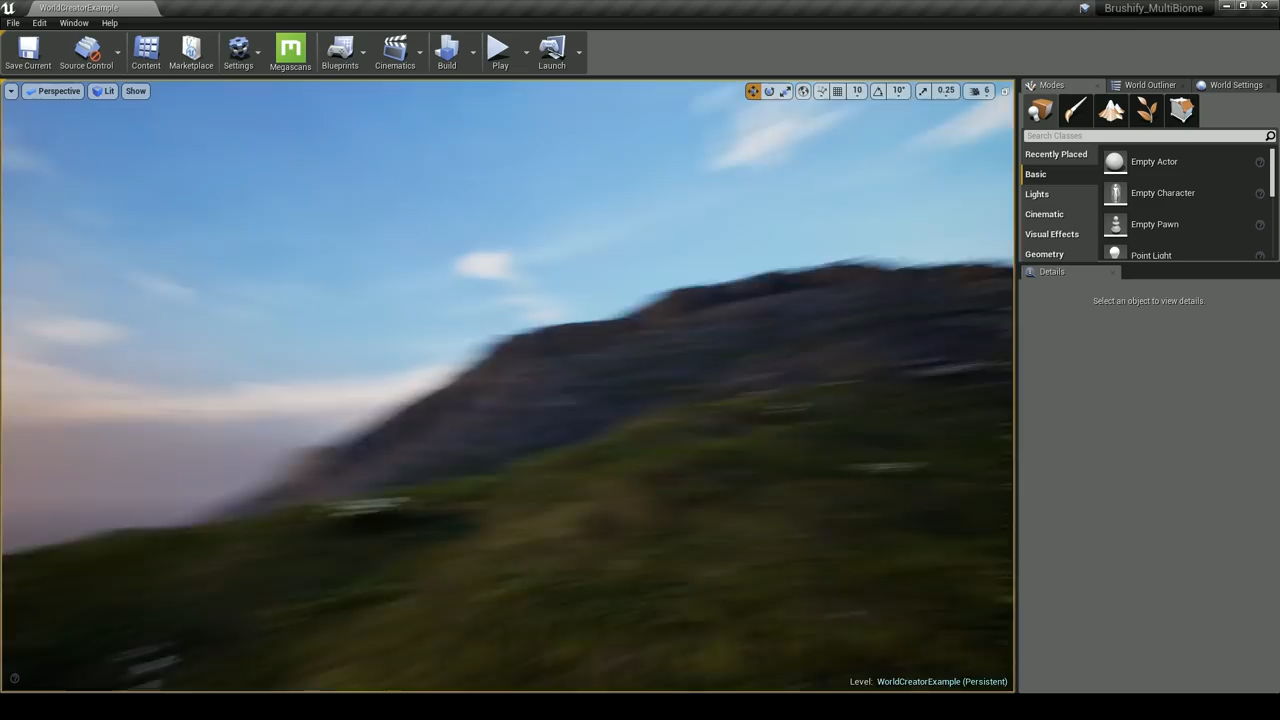 WorldCreatorExample
Brushify_MultiBiome
File Edit Window Help
Save Current Source Control Content Marketplace Settings Megascans Blueprints Cinematics Build Play Launch
Perspective Lit Show
10 10° 0.25 6
Modes World Outliner World Settings
Search Classes
Recently Placed
Basic
Lights
Cinematic
Visual Effects
Geometry
Empty Actor
Empty Character
Empty Pawn
Point Light
Details
Select an object to view details.
Level: WorldCreatorExample (Persistent)